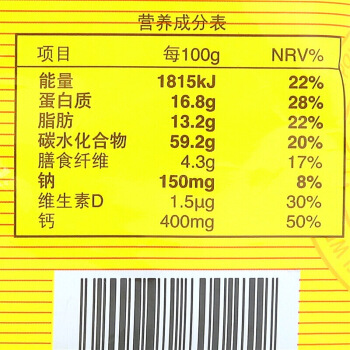 营养成分表
项目 每100g NRV%
能量 1815kJ 22%
蛋白质 16.8g 28%
脂肪 13.2g 22%
碳水化合物 59.2g 20%
膳食纤维 4.3g 17%
钠 150mg 8%
维生素D 1.5μg 30%
钙 400mg 50%